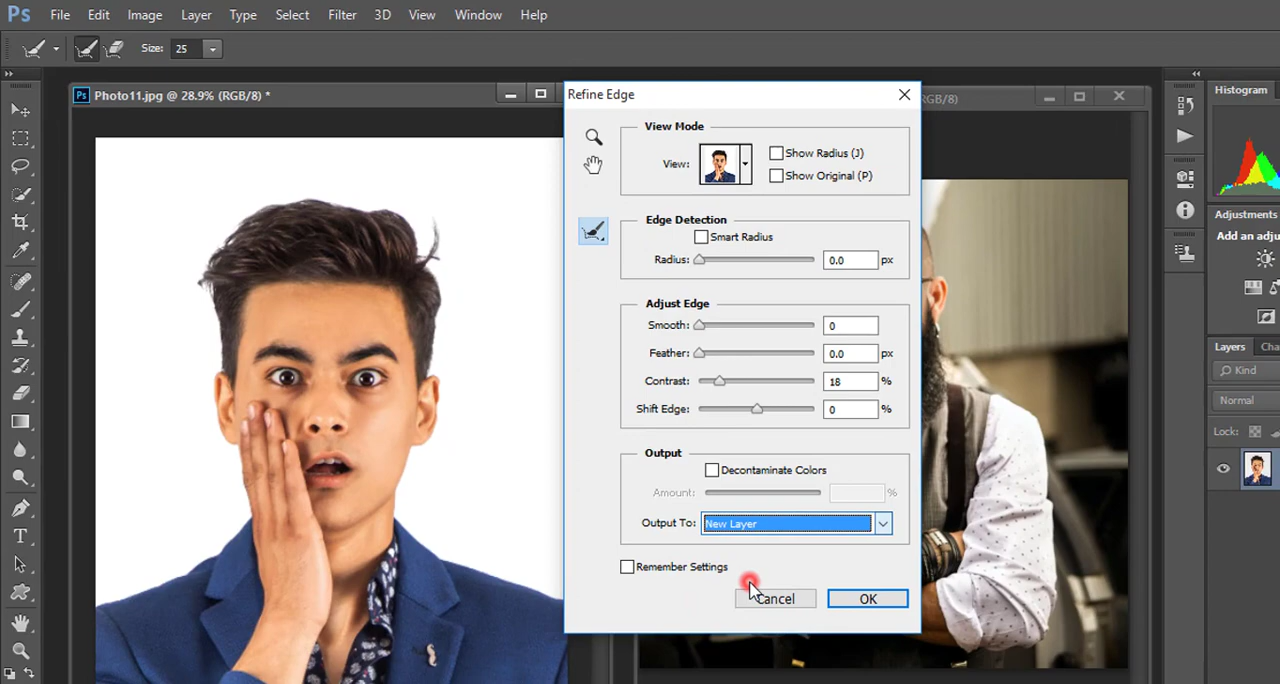 Ps File Edit Image Layer Type Select Filter 3D View Window Help
Size: 25
Ps Photo11.jpg @ 28.9% (RGB/8) *
RGB/8)
Refine Edge
View Mode
View:
Show Radius (J)
Show Original (P)
Edge Detection
Smart Radius
Radius: 0.0 px
Adjust Edge
Smooth: 0
Feather: 0.0 px
Contrast: 18 %
Shift Edge: 0 %
Output
Decontaminate Colors
Amount: %
Output To: New Layer
Remember Settings
Cancel OK
Histogram
Adjustments
Add an adju
Layers Cha
Kind
Normal
Lock:
T